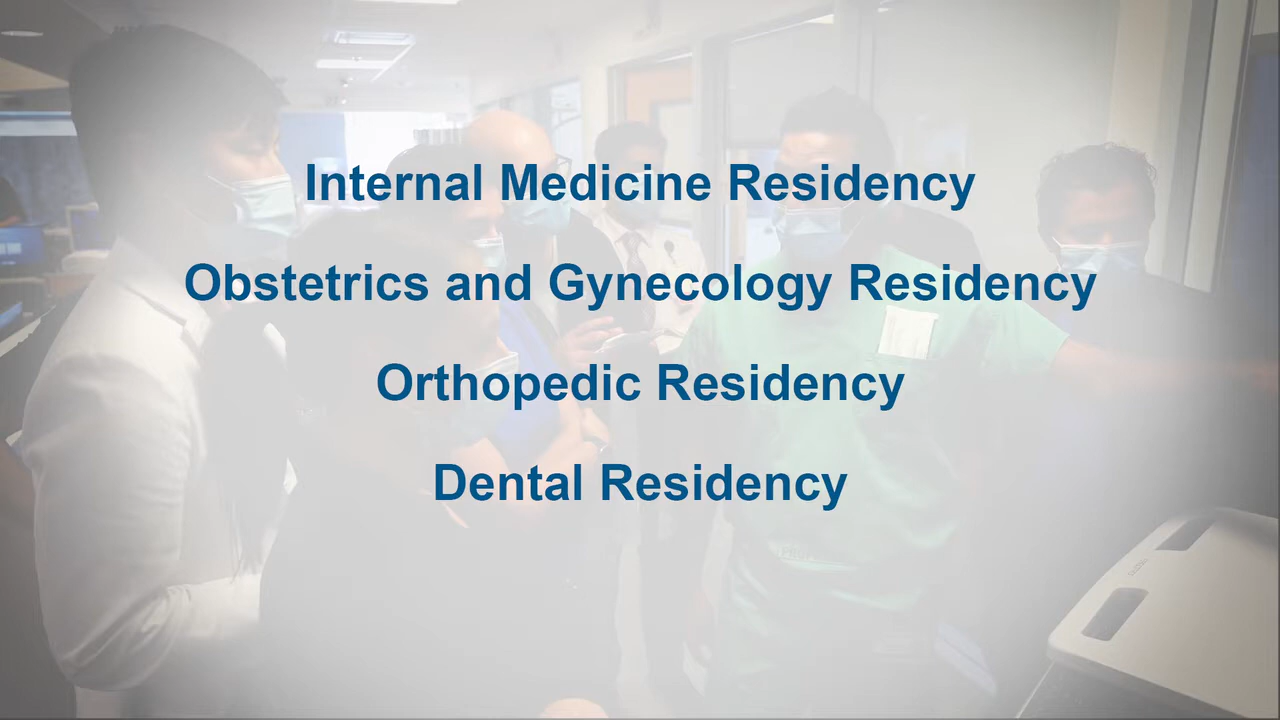 Internal Medicine Residency
Obstetrics and Gynecology Residency
Orthopedic Residency
Dental Residency